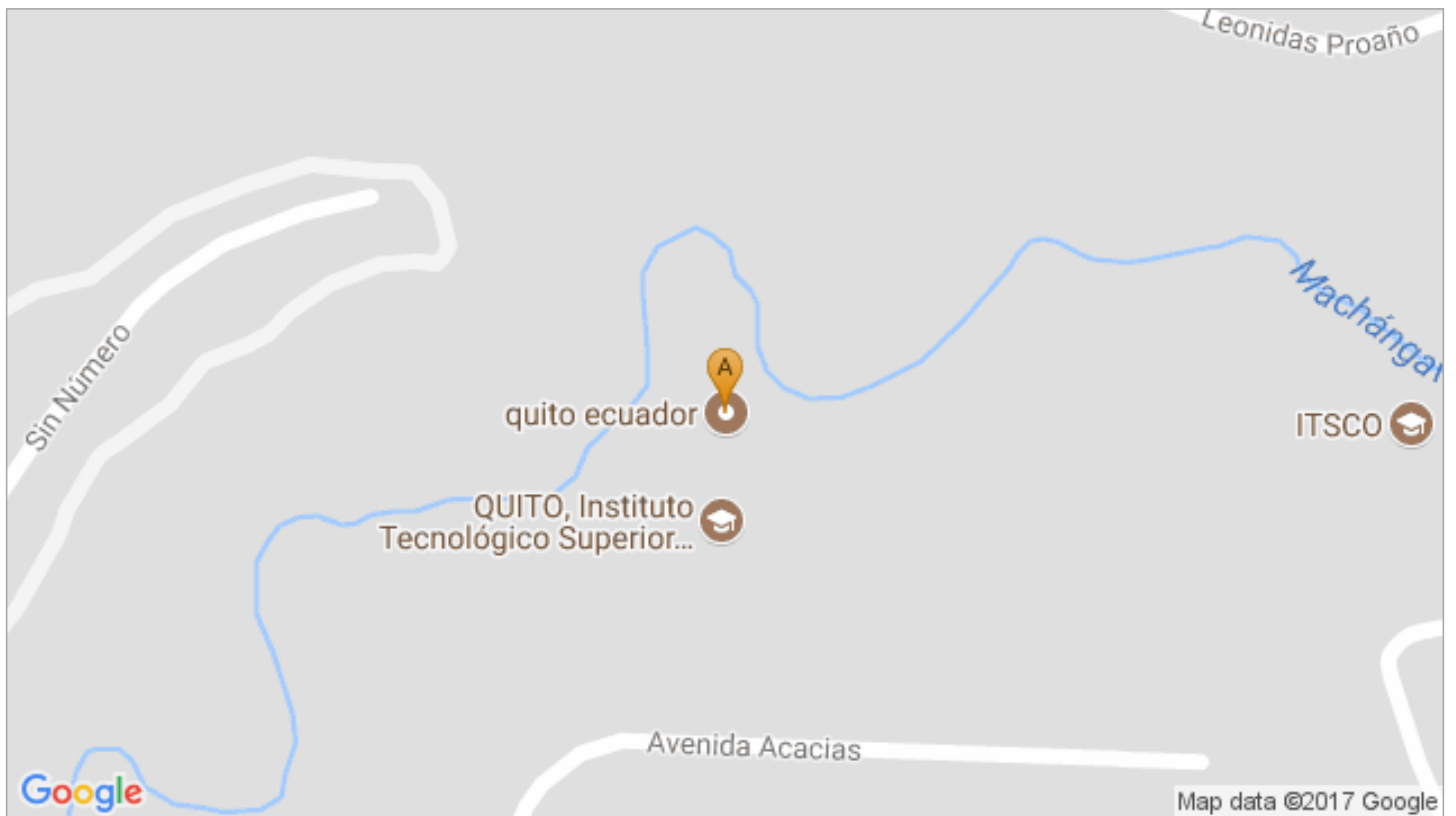 Leonidas Proaño
Sin Número
Machángar
A
quito ecuador
ITSCO
QUITO, Instituto
Tecnológico Superior...
Avenida Acacias
Google
Map data ©2017 Google